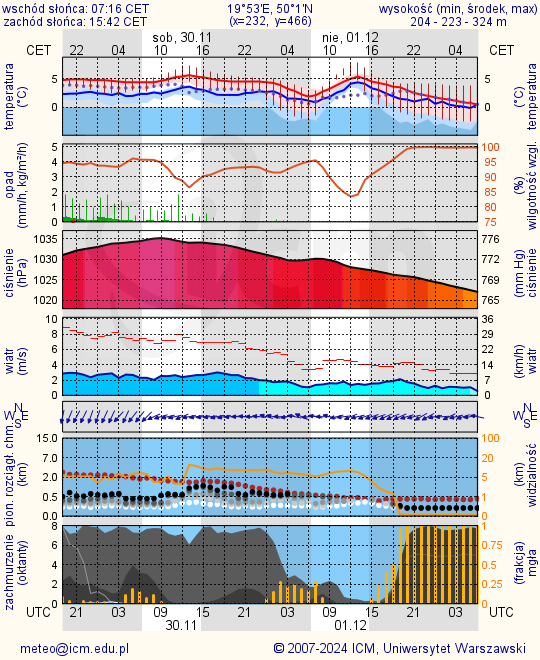 wschód słońca: 07:16 CET 19°53'E, 50°1'N wysokość (min, środek, max)
zachód słońca: 15:42 CET (x=232, y=466) 204 - 223 - 324 m
sob, 30.11 nie, 01.12
CET 22 04 10 16 22 04 10 16 22 04 CET
temperatura (°C) 5 0 5 0 (°C) temperatura
opad (mm/h, kg/m²/h) 5 4 3 2 1 0 100 95 90 85 80 75 (%) wilgotność wzgl.
ciśnienie (hPa) 1035 1030 1025 1020 776 772 769 765 (mm Hg) ciśnienie
wiatr (m/s) 10 8 6 4 2 0 36 29 22 14 7 0 (km/h) wiatr
N W E S N W E S
pion. rozciągł. chm. (km) 15.0 7.0 2.0 0.5 0.0 100 20 5 1 0 (km) widzialność
zachmurzenie (oktanty) 8 6 4 2 0 1 0.75 0.5 0.25 0 (frakcja) mgła
UTC 21 03 09 15 21 03 09 15 21 03 UTC
30.11 01.12
meteo@icm.edu.pl © 2007-2024 ICM, Uniwersytet Warszawski